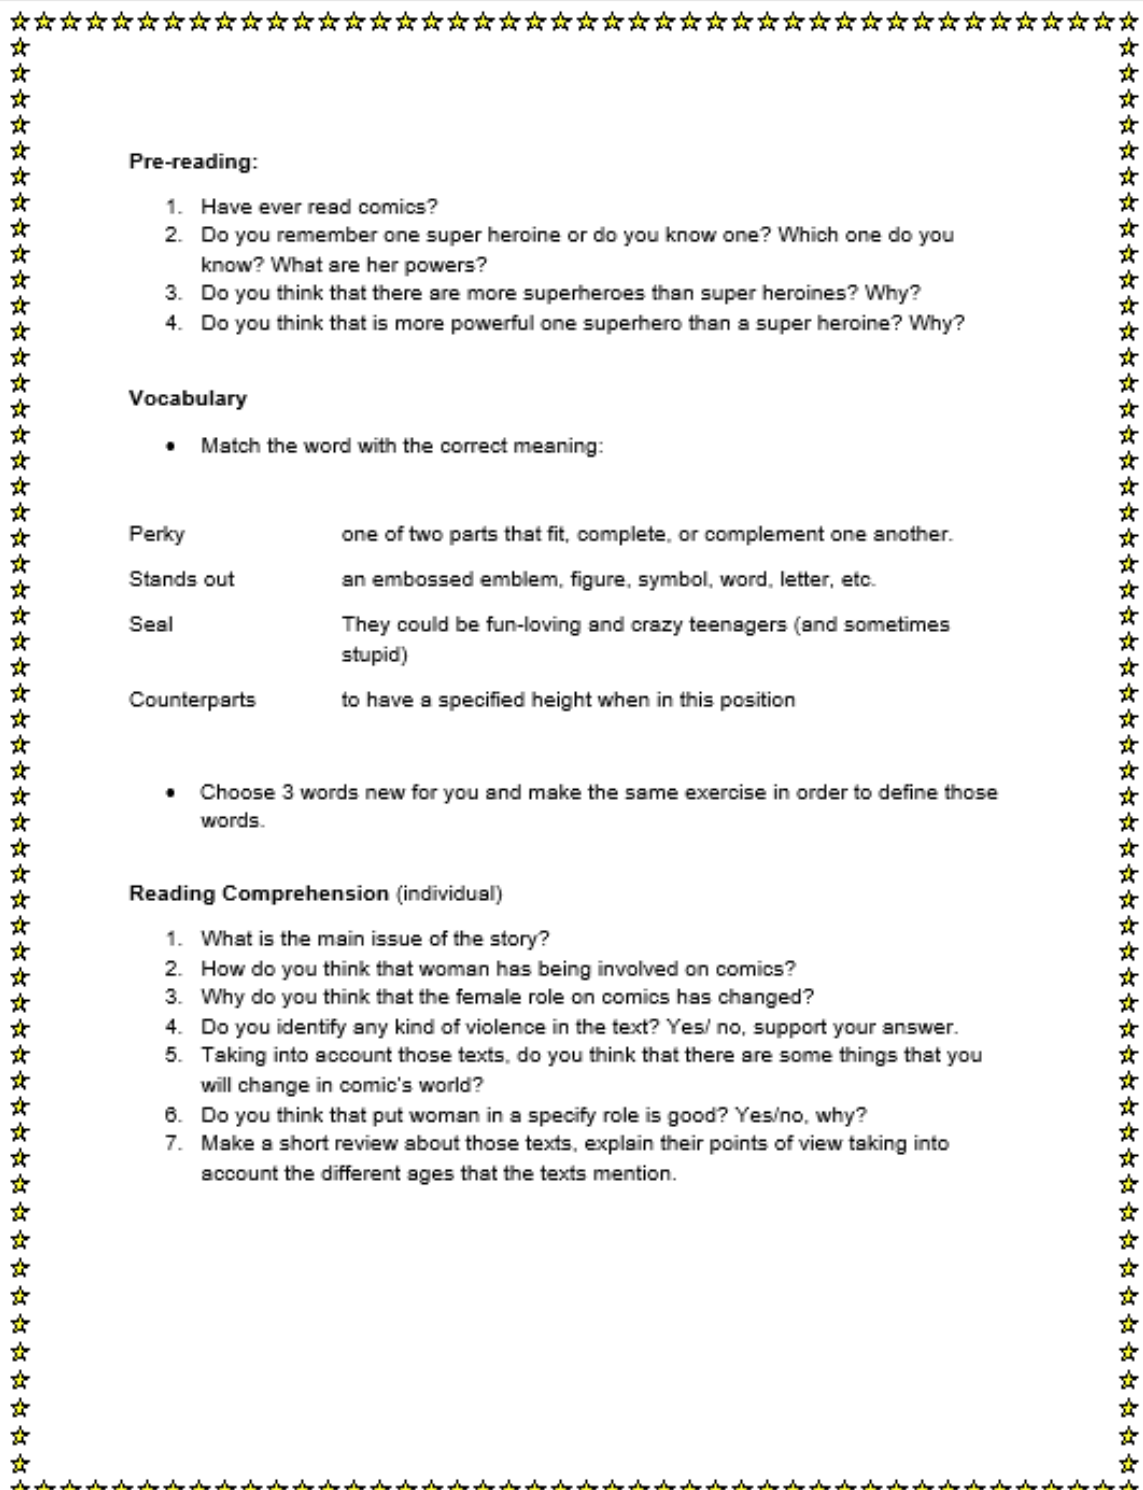 Pre-reading:
1. Have ever read comics?
2. Do you remember one super heroine or do you know one? Which one do you
know? What are her powers?
3. Do you think that there are more superheroes than super heroines? Why?
4. Do you think that is more powerful one superhero than a super heroine? Why?
Vocabulary
• Match the word with the correct meaning:
Perky one of two parts that fit, complete, or complement one another.
Stands out an embossed emblem, figure, symbol, word, letter, etc.
Seal They could be fun-loving and crazy teenagers (and sometimes
stupid)
Counterparts to have a specified height when in this position
• Choose 3 words new for you and make the same exercise in order to define those
words.
Reading Comprehension (individual)
1. What is the main issue of the story?
2. How do you think that woman has being involved on comics?
3. Why do you think that the female role on comics has changed?
4. Do you identify any kind of violence in the text? Yes/ no, support your answer.
5. Taking into account those texts, do you think that there are some things that you
will change in comic's world?
6. Do you think that put woman in a specify role is good? Yes/no, why?
7. Make a short review about those texts, explain their points of view taking into
account the different ages that the texts mention.